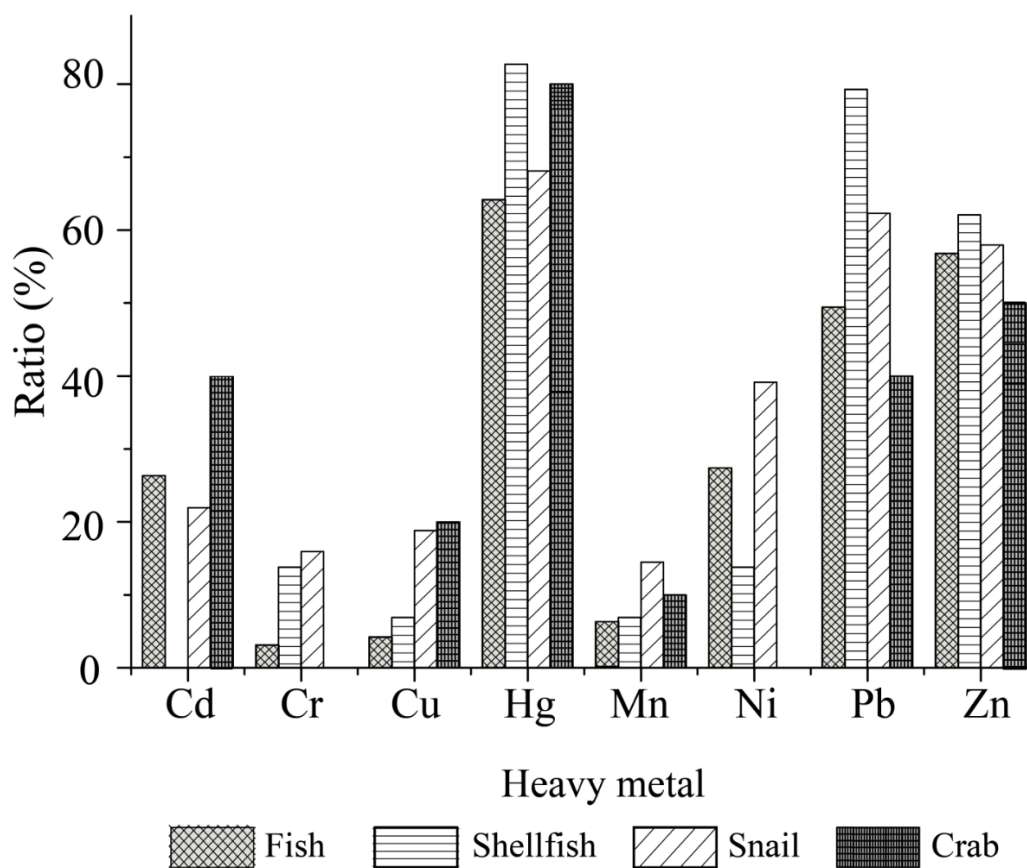 Ratio (%)
80
60
40
20
0
Cd Cr Cu Hg Mn Ni Pb Zn
Heavy metal
Fish Shellfish Snail Crab